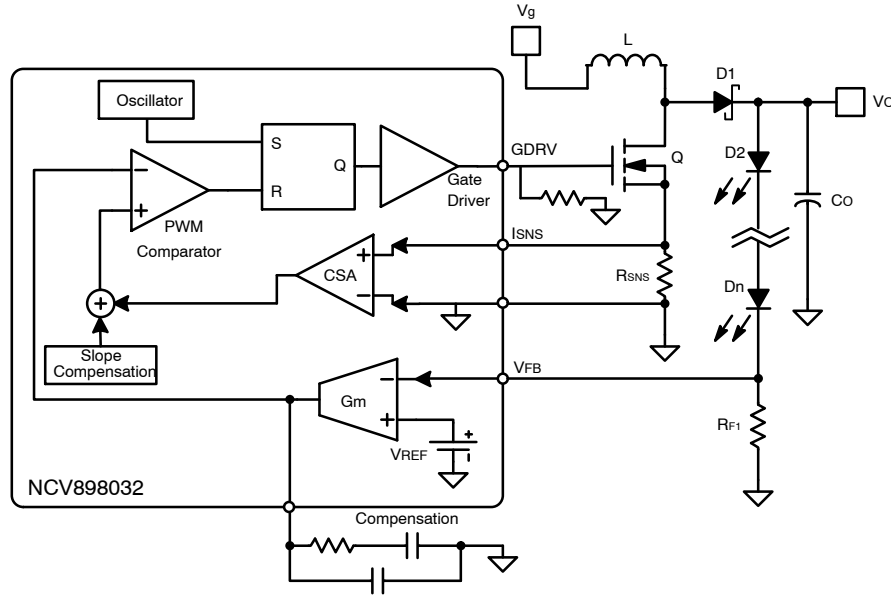 Vg
L
D1
VO
Oscillator
S
Q
R
Gate
Driver
GDRV
Q
D2
CO
−
+
PWM
Comparator
ISNS
+
CSA
−
RSNS
Dn
+
Slope
Compensation
VFB
−
Gm
+
VREF
+
−
RF1
NCV898032
Compensation